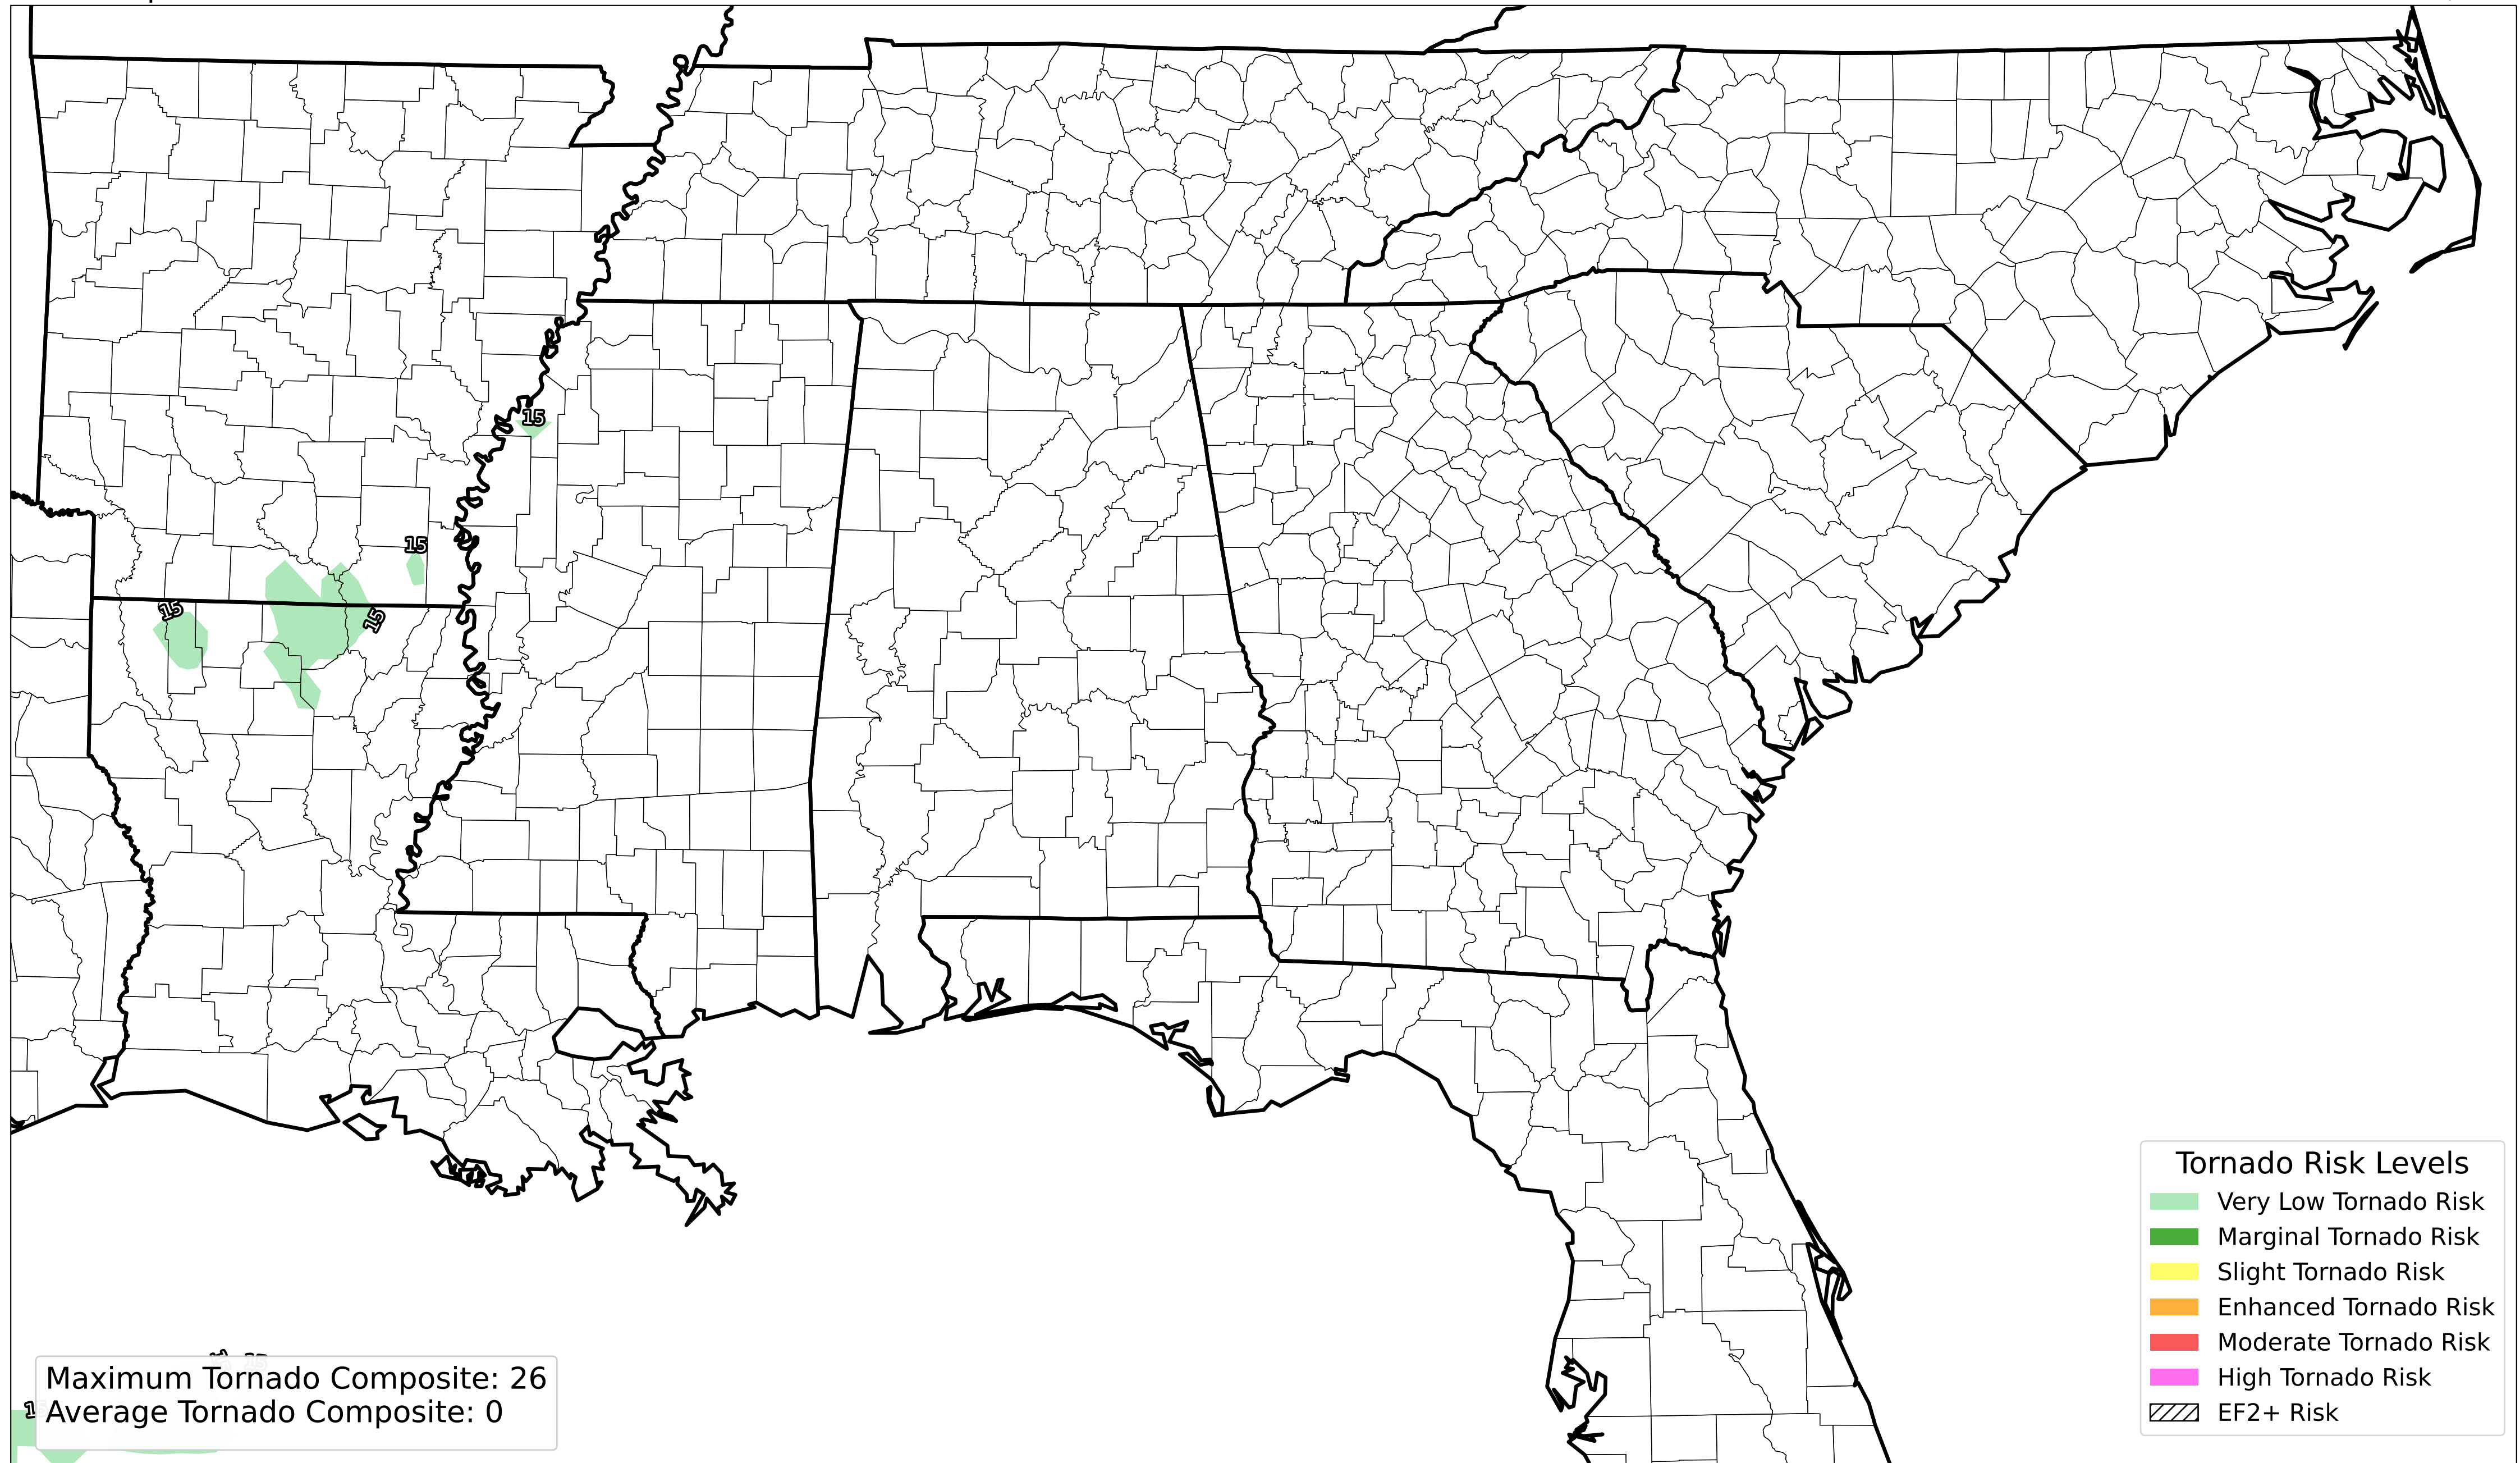 15
15
15
15
Tornado Risk Levels
Very Low Tornado Risk
Marginal Tornado Risk
Slight Tornado Risk
Enhanced Tornado Risk
Moderate Tornado Risk
High Tornado Risk
EF2+ Risk
15
Maximum Tornado Composite: 26
Average Tornado Composite: 0